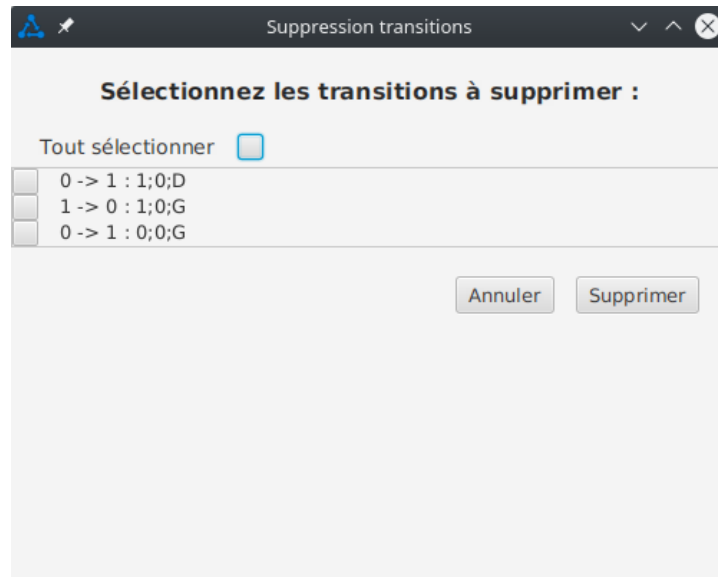 Suppression transitions
Sélectionnez les transitions à supprimer :
Tout sélectionner
0 -> 1 : 1;0;D
1 -> 0 : 1;0;G
0 -> 1 : 0;0;G
Annuler Supprimer